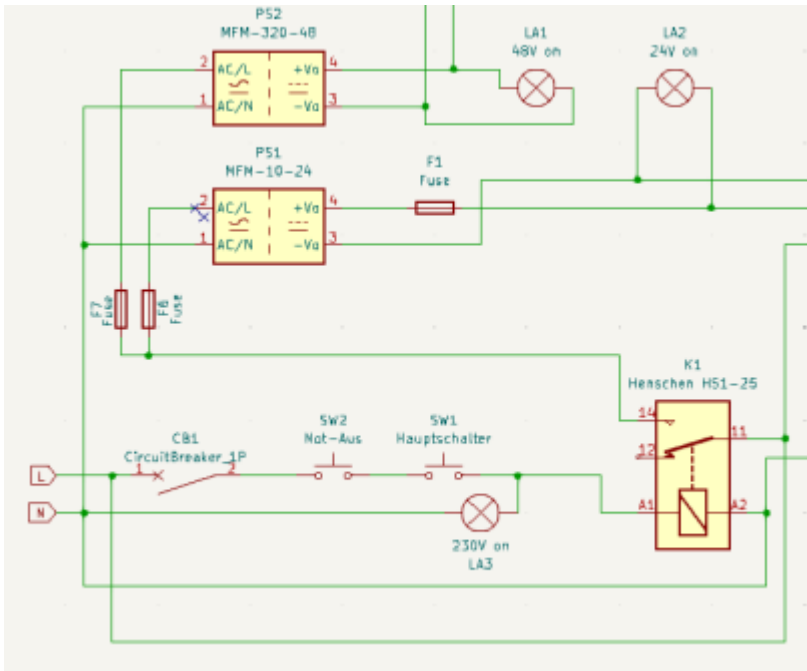 PS2
MFM-320-48
2
AC/L
+Vo
4
1
AC/N
-Vo
3
LA1
48V on
LA2
24V on
PS1
MFM-10-24
2
AC/L
+Vo
4
1
AC/N
-Vo
3
F1
Fuse
F7
Fuse
Fuse
K1
Henschen HS1-25
14
12
11
A1
A2
CB1
CircuitBreaker_1P
1
2
SW2
Not-Aus
SW1
Hauptschalter
L
N
230V on
LA3